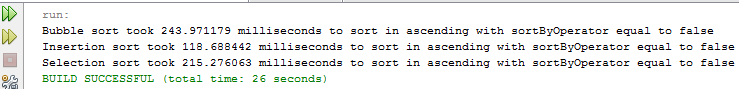 run:
Bubble sort took 243.971179 milliseconds to sort in ascending with sortByOperator equal to false
Insertion sort took 118.688442 milliseconds to sort in ascending with sortByOperator equal to false
Selection sort took 215.276063 milliseconds to sort in ascending with sortByOperator equal to false
BUILD SUCCESSFUL (total time: 26 seconds)